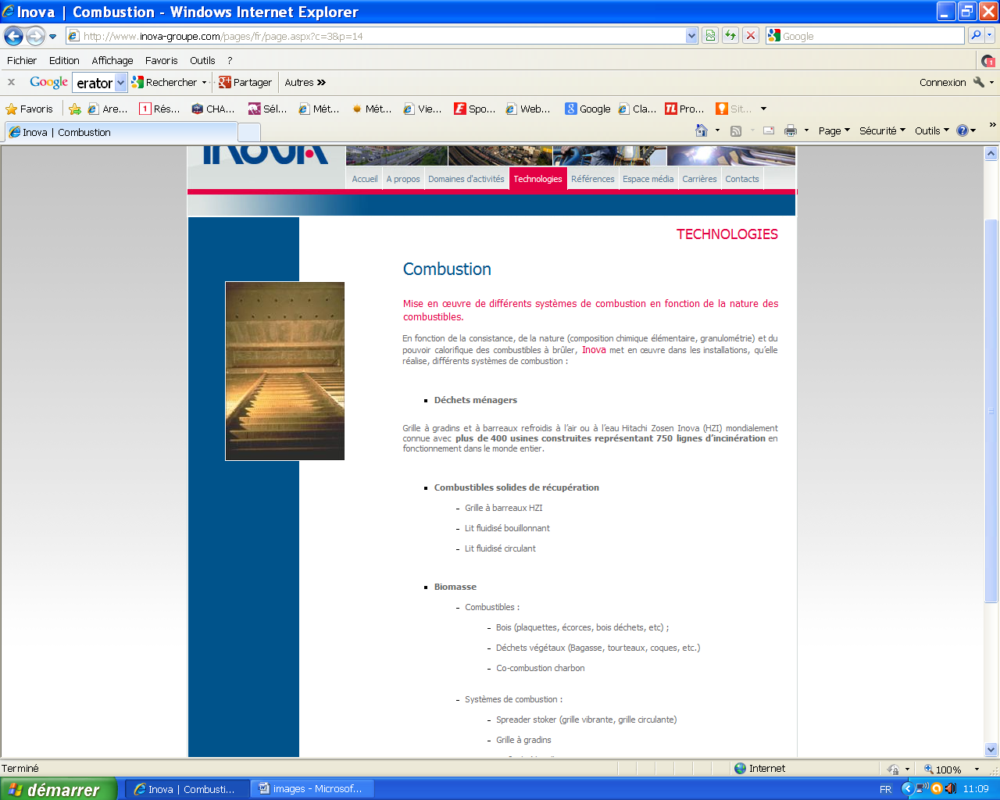 Inova | Combustion - Windows Internet Explorer
http://www.inova-groupe.com/pages/fr/page.aspx?c=3&p=14
Google
Fichier Edition Affichage Favoris Outils ?
1
x Google erator Rechercher Partager Autres » Connexion
Favoris Are... 1 Rés... CHA... Sél... Mét... Mét... Vie... E Spo... Web... g Google Cla... TL Pro... Sit...
Inova | Combustion Page Sécurité Outils ? »
INOVA
Accueil A propos Domaines d'activités Technologies Références Espace média Carrières Contacts
TECHNOLOGIES
Combustion
Mise en œuvre de différents systèmes de combustion en fonction de la nature des
combustibles.
En fonction de la consistance, de la nature (composition chimique élémentaire, granulométrie) et du
pouvoir calorifique des combustibles à brûler, Inova met en œuvre dans les installations, qu'elle
réalise, différents systèmes de combustion :
▪ Déchets ménagers
Grille à gradins et à barreaux refroidis à l'air ou à l'eau Hitachi Zosen Inova (HZI) mondialement
connue avec plus de 400 usines construites représentant 750 lignes d'incinération en
fonctionnement dans le monde entier.
▪ Combustibles solides de récupération
- Grille à barreaux HZI
- Lit fluidisé bouillonnant
- Lit fluidisé circulant
▪ Biomasse
- Combustibles :
- Bois (plaquettes, écorces, bois déchets, etc) ;
- Déchets végétaux (Bagasse, tourteaux, coques, etc.)
- Co-combustion charbon
- Systèmes de combustion :
- Spreader stoker (grille vibrante, grille circulante)
- Grille à gradins
Terminé Internet 100%
démarrer Inova | Combusti... images - Microsof... FR 11:09